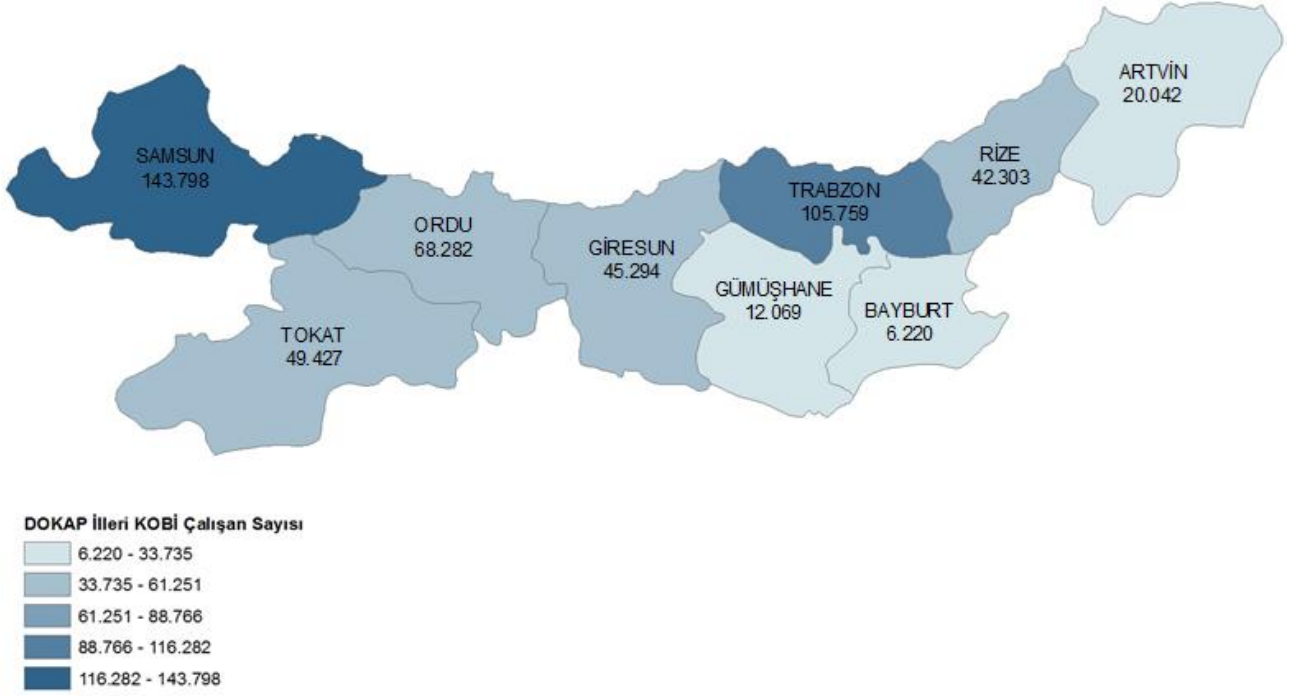 ARTVİN
20.042
SAMSUN
143.798
RİZE
42.303
TRABZON
105.759
ORDU
68.282
GİRESUN
45.294
GÜMÜŞHANE
12.069
BAYBURT
6.220
TOKAT
49.427
DOKAP İlleri KOBİ Çalışan Sayısı
6.220 - 33.735
33.735 - 61.251
61.251 - 88.766
88.766 - 116.282
116.282 - 143.798